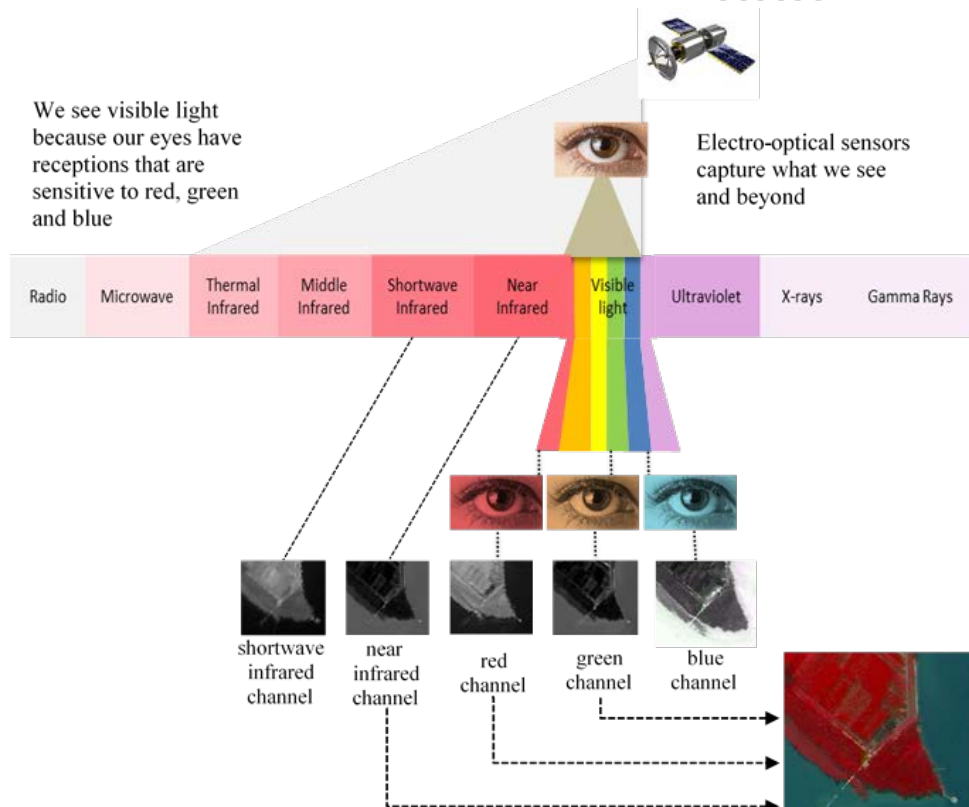 We see visible light
because our eyes have
receptions that are
sensitive to red, green
and blue
Electro-optical sensors
capture what we see
and beyond
Radio
Microwave
Thermal
Infrared
Middle
Infrared
Shortwave
Infrared
Near
Infrared
Visible
light
Ultraviolet
X-rays
Gamma Rays
shortwave
infrared
channel
near
infrared
channel
red
channel
green
channel
blue
channel